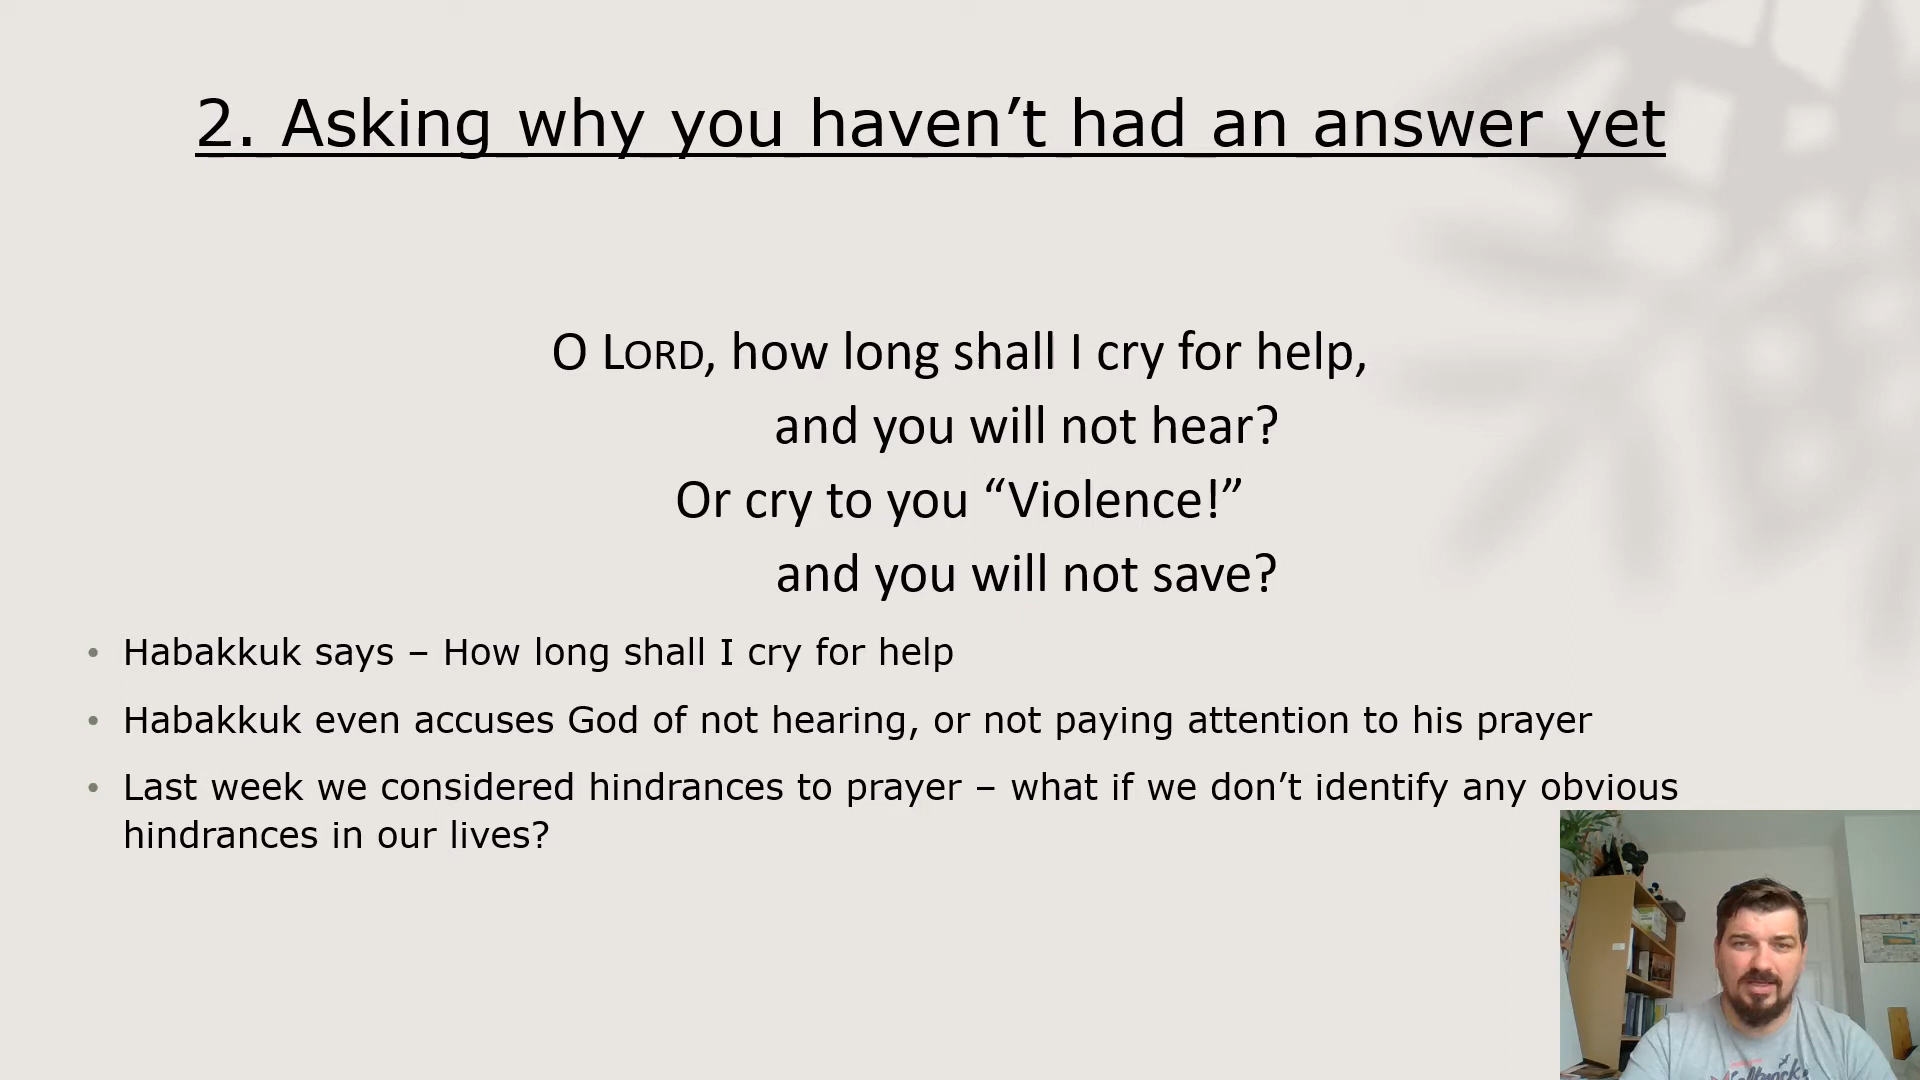 2. Asking why you haven’t had an answer yet
O LORD, how long shall I cry for help,
and you will not hear?
Or cry to you “Violence!”
and you will not save?
• Habakkuk says – How long shall I cry for help
• Habakkuk even accuses God of not hearing, or not paying attention to his prayer
• Last week we considered hindrances to prayer – what if we don’t identify any obvious
hindrances in our lives?